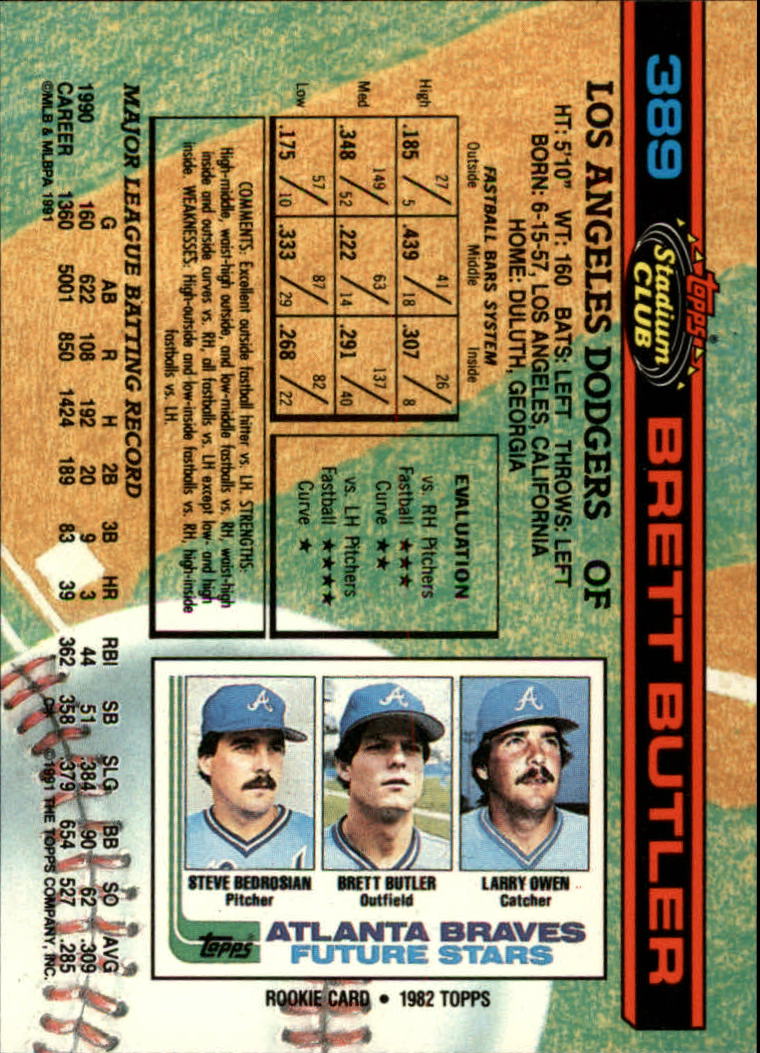 389
Topps®
Stadium
CLUB
BRETT BUTLER
LOS ANGELES DODGERS OF
HT: 5'10" WT: 160 BATS: LEFT THROWS: LEFT
BORN: 6-15-57, LOS ANGELES, CALIFORNIA
HOME: DULUTH, GEORGIA
FASTBALL BARS SYSTEM
Outside Middle Inside
High .185 27/5 .439 41/18 .307 26/8
Med .348 149/52 .222 63/14 .291 137/40
Low .175 57/10 .333 87/29 .268 82/22
EVALUATION
vs. RH Pitchers
Fastball ★★★
Curve ★★
vs. LH Pitchers
Fastball ★★★★
Curve ★
COMMENTS: Excellent outside fastball hitter vs. LH. STRENGTHS:
High-middle, waist-high outside, and low-middle fastballs vs. RH, waist-high
inside and outside curves vs. RH, all fastballs vs. LH except low- and high
inside. WEAKNESSES: High-outside and low-inside fastballs vs. RH, high-inside
fastballs vs. LH.
MAJOR LEAGUE BATTING RECORD
G AB R H 2B 3B HR RBI SB SLG BB SO AVG
1990 160 622 108 192 20 9 3 44 51 .384 90 62 .309
CAREER 1360 5001 850 1424 189 83 39 362 358 .379 654 527 .285
©MLB & MLBPA 1991 ©1991 THE TOPPS COMPANY, INC.
A
A
A
LARRY OWEN
Catcher
BRETT BUTLER
Outfield
STEVE BEDROSIAN
Pitcher
topps
ATLANTA BRAVES
FUTURE STARS
ROOKIE CARD • 1982 TOPPS